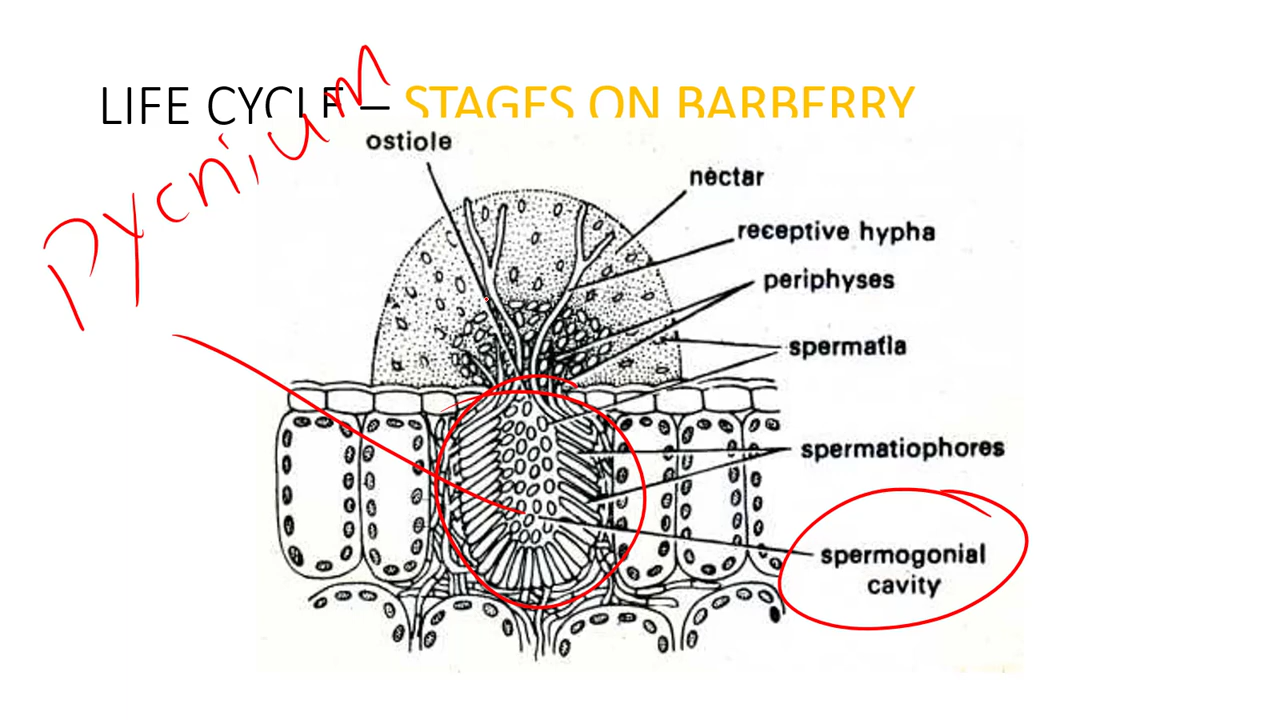 LIFE CYCLE – STAGES ON BARBERRY
Pycnium
ostiole
nectar
receptive hypha
periphyses
spermatia
spermatiophores
spermogonial
cavity